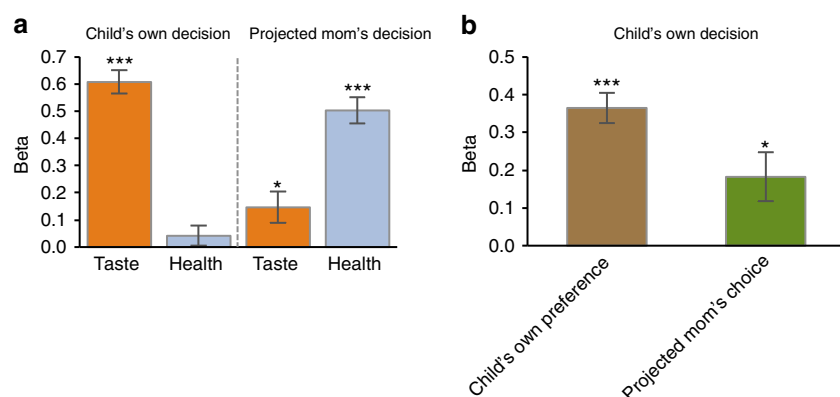 a
Child's own decision Projected mom's decision
0.7
0.6
0.5
0.4
0.3
0.2
0.1
0.0
Beta
***
*
***
Taste Health Taste Health
b
Child's own decision
0.5
0.4
0.3
0.2
0.1
0.0
Beta
***
*
Child's own preference
Projected mom's choice